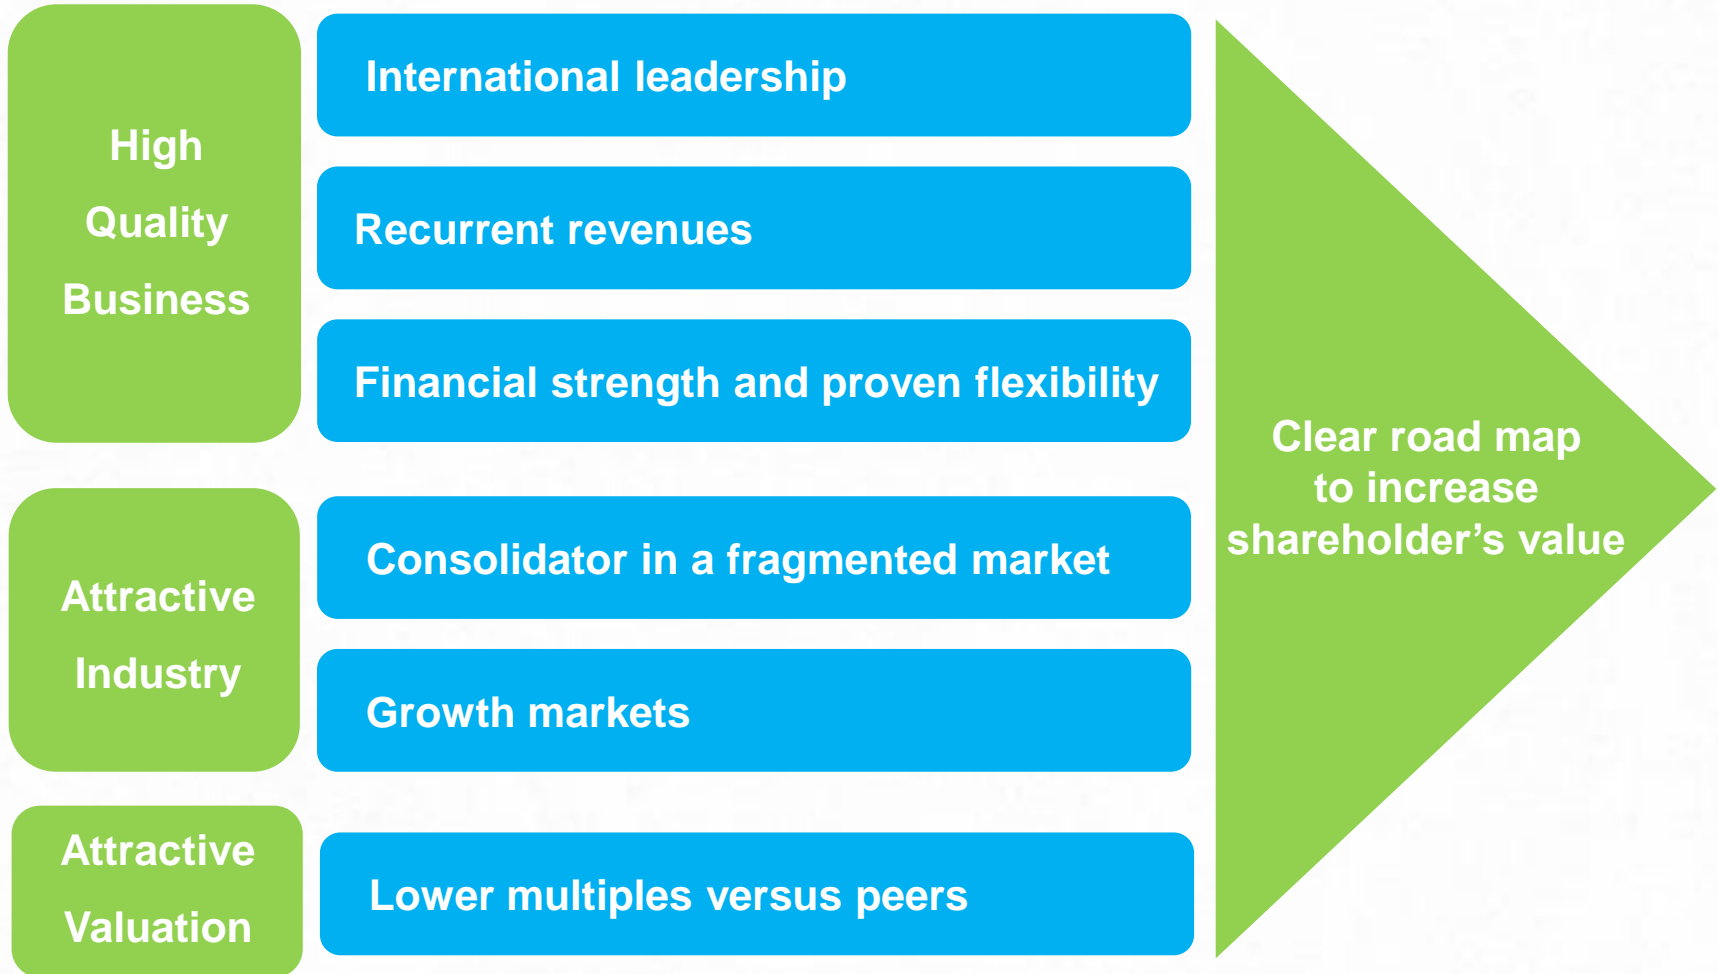 High
Quality
Business
International leadership
Recurrent revenues
Financial strength and proven flexibility
Attractive
Industry
Consolidator in a fragmented market
Growth markets
Attractive
Valuation
Lower multiples versus peers
Clear road map
to increase
shareholder’s value